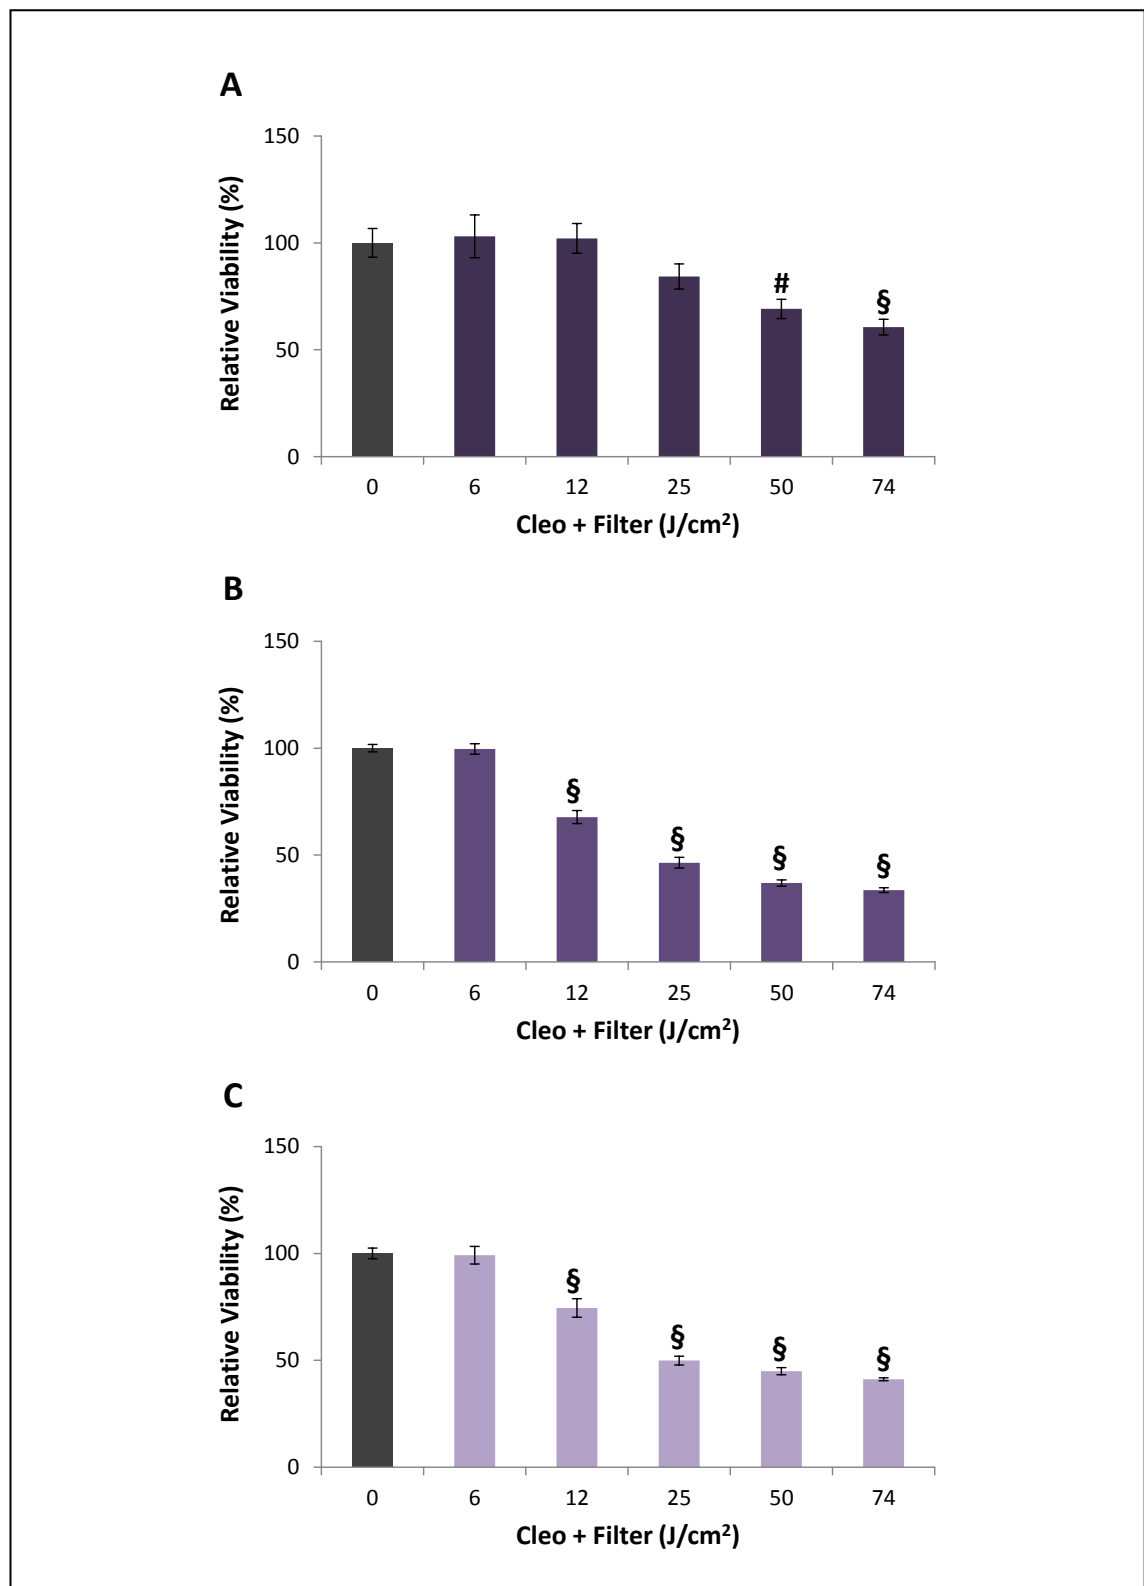 A
150
100
50
0
Relative Viability (%)
#
§
0 6 12 25 50 74
Cleo + Filter (J/cm²)
B
150
100
50
0
Relative Viability (%)
§
§
§
§
0 6 12 25 50 74
Cleo + Filter (J/cm²)
C
150
100
50
0
Relative Viability (%)
§
§
§
§
0 6 12 25 50 74
Cleo + Filter (J/cm²)